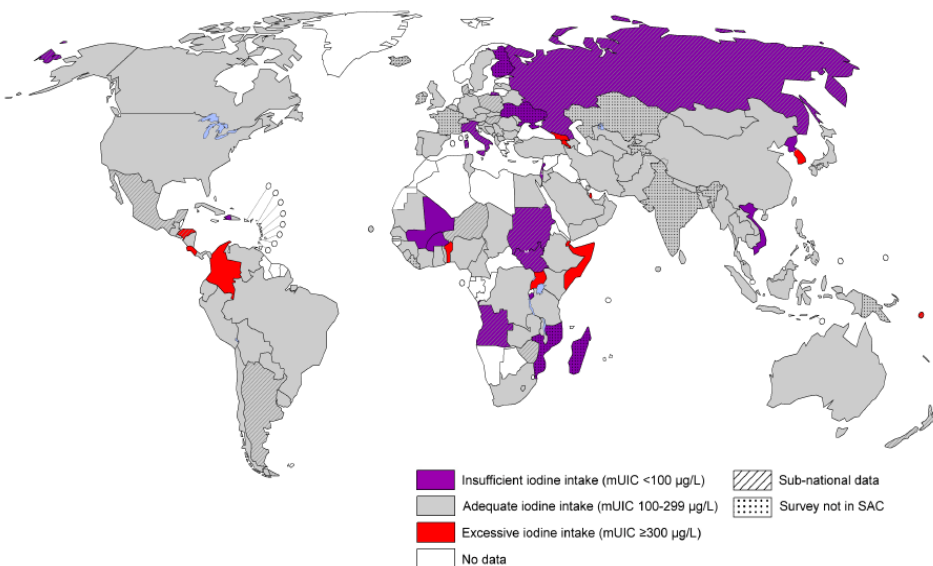 Insufficient iodine intake (mUIC <100 µg/L)
Adequate iodine intake (mUIC 100-299 µg/L)
Excessive iodine intake (mUIC ≥300 µg/L)
No data
Sub-national data
Survey not in SAC